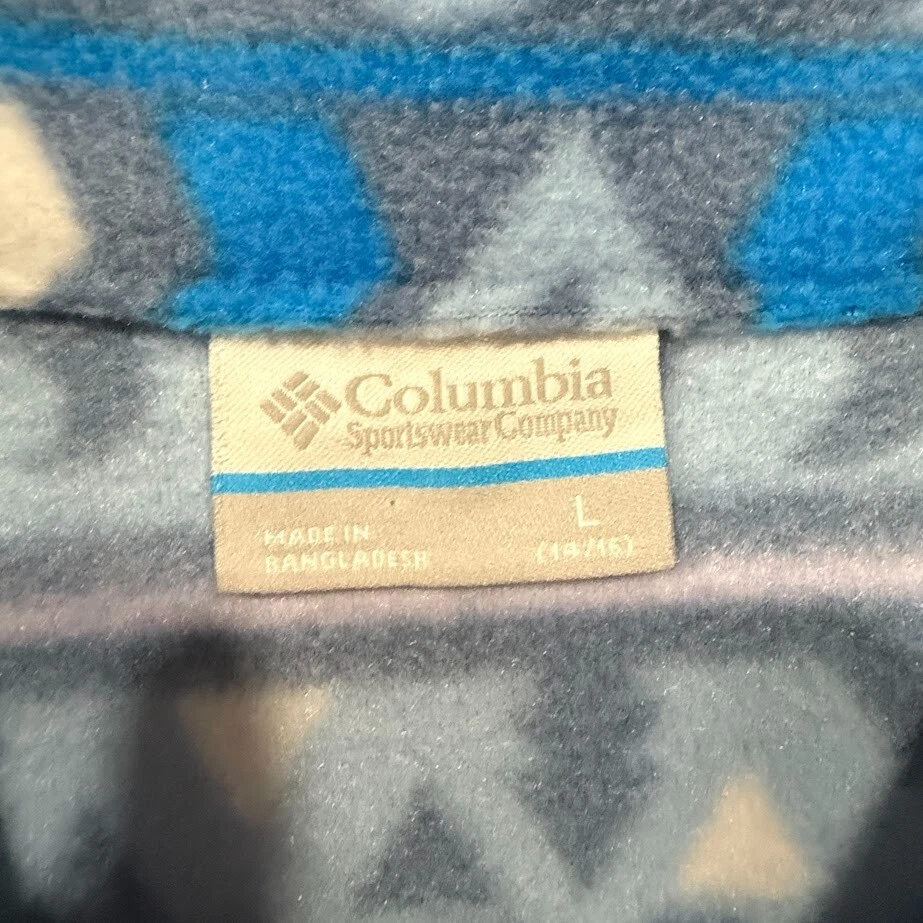 Columbia
Sportswear Company
L
MADE IN
BANGLADESH
(14/16)